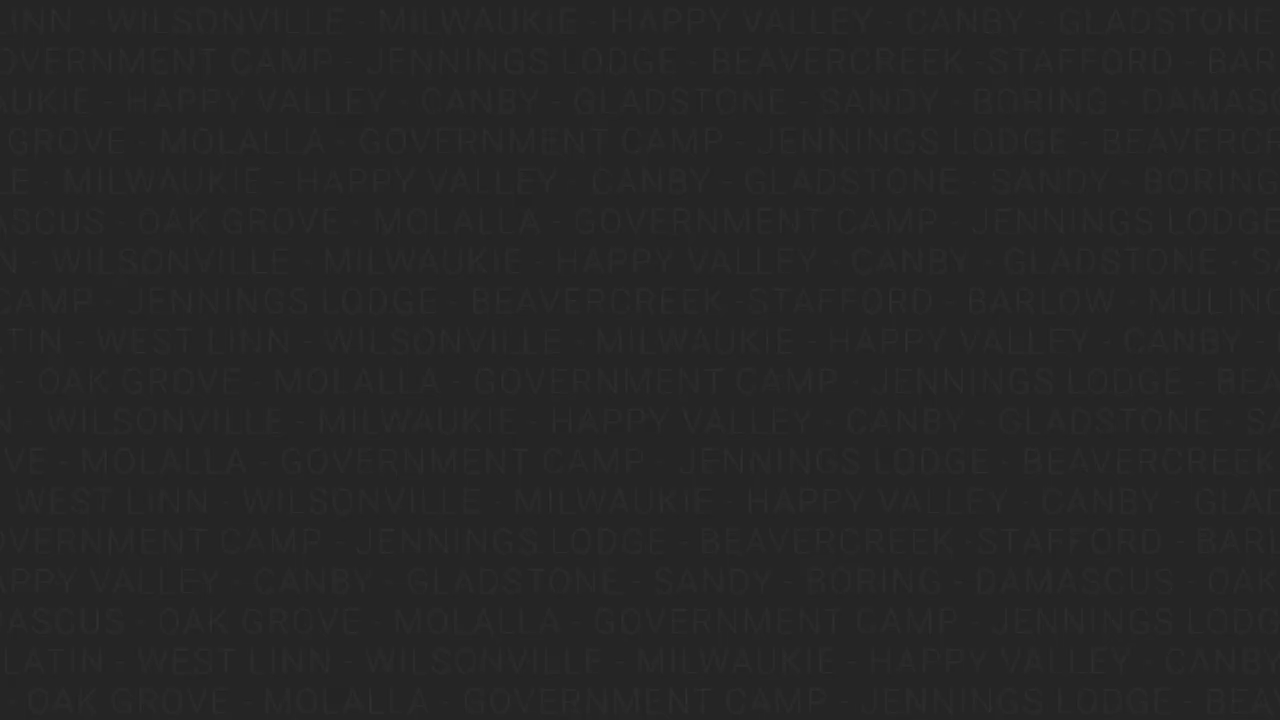 INN - WILSONVILLE - MILWAUKIE - HAPPY VALLEY - CANBY - GLADSTONE
OVERNMENT CAMP - JENNINGS LODGE - BEAVERCREEK -STAFFORD - BAR
AUKIE - HAPPY VALLEY - CANBY - GLADSTONE - SANDY - BORING - DAMASC
GROVE - MOLALLA - GOVERNMENT CAMP - JENNINGS LODGE - BEAVERCR
LE - MILWAUKIE - HAPPY VALLEY - CANBY - GLADSTONE - SANDY - BORING
ASCUS - OAK GROVE - MOLALLA - GOVERNMENT CAMP - JENNINGS LODGE
N - WILSONVILLE - MILWAUKIE - HAPPY VALLEY - CANBY - GLADSTONE - S
CAMP - JENNINGS LODGE - BEAVERCREEK -STAFFORD - BARLOW - MULINO
TIN - WEST LINN - WILSONVILLE - MILWAUKIE - HAPPY VALLEY - CANBY -
- OAK GROVE - MOLALLA - GOVERNMENT CAMP - JENNINGS LODGE - BEA
N - WILSONVILLE - MILWAUKIE - HAPPY VALLEY - CANBY - GLADSTONE - SA
VE - MOLALLA - GOVERNMENT CAMP - JENNINGS LODGE - BEAVERCREEK
WEST LINN - WILSONVILLE - MILWAUKIE - HAPPY VALLEY - CANBY - GLAD
OVERNMENT CAMP - JENNINGS LODGE - BEAVERCREEK -STAFFORD - BAR
APPY VALLEY - CANBY - GLADSTONE - SANDY - BORING - DAMASCUS - OAK
ASCUS - OAK GROVE - MOLALLA - GOVERNMENT CAMP - JENNINGS LODG
LATIN - WEST LINN - WILSONVILLE - MILWAUKIE - HAPPY VALLEY - CANBY
OAK GROVE - MOLALLA - GOVERNMENT CAMP - JENNINGS LODGE - BEA